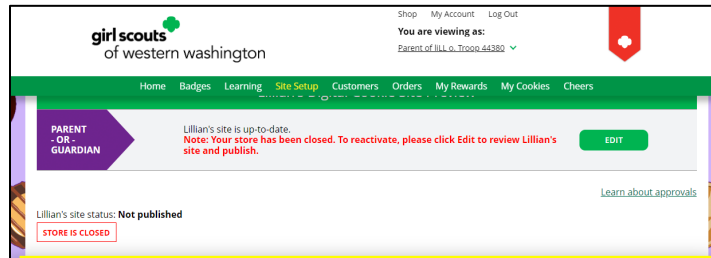 Shop My Account Log Out
girl scouts
of western washington
You are viewing as:
Parent of lILL o. Troop 44380
Home Badges Learning Site Setup Customers Orders My Rewards My Cookies Cheers
PARENT
- OR -
GUARDIAN
Lillian's site is up-to-date.
Note: Your store has been closed. To reactivate, please click Edit to review Lillian's
site and publish.
EDIT
Learn about approvals
Lillian's site status: Not published
STORE IS CLOSED